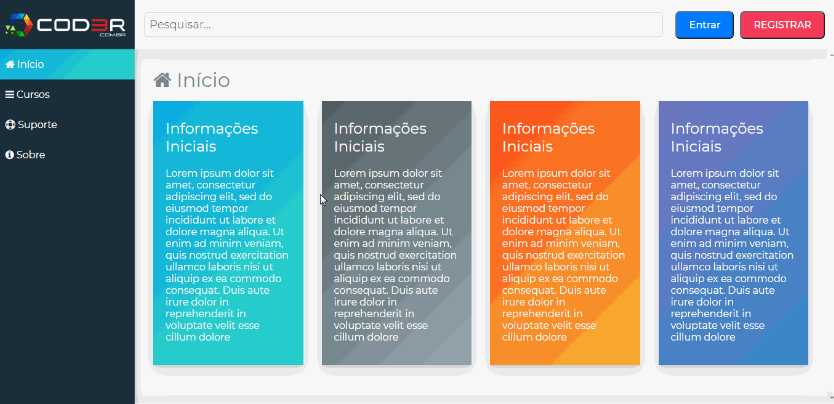 COD3R
.COM.BR
Pesquisar...
Entrar
REGISTRAR
Início
Cursos
Suporte
Sobre
Início
Informações
Iniciais
Lorem ipsum dolor sit
amet, consectetur
adipiscing elit, sed do
eiusmod tempor
incididunt ut labore et
dolore magna aliqua. Ut
enim ad minim veniam,
quis nostrud exercitation
ullamco laboris nisi ut
aliquip ex ea commodo
consequat. Duis aute
irure dolor in
reprehenderit in
voluptate velit esse
cillum dolore
Informações
Iniciais
Lorem ipsum dolor sit
amet, consectetur
adipiscing elit, sed do
eiusmod tempor
incididunt ut labore et
dolore magna aliqua. Ut
enim ad minim veniam,
quis nostrud exercitation
ullamco laboris nisi ut
aliquip ex ea commodo
consequat. Duis aute
irure dolor in
reprehenderit in
voluptate velit esse
cillum dolore
Informações
Iniciais
Lorem ipsum dolor sit
amet, consectetur
adipiscing elit, sed do
eiusmod tempor
incididunt ut labore et
dolore magna aliqua. Ut
enim ad minim veniam,
quis nostrud exercitation
ullamco laboris nisi ut
aliquip ex ea commodo
consequat. Duis aute
irure dolor in
reprehenderit in
voluptate velit esse
cillum dolore
Informações
Iniciais
Lorem ipsum dolor sit
amet, consectetur
adipiscing elit, sed do
eiusmod tempor
incididunt ut labore et
dolore magna aliqua. Ut
enim ad minim veniam,
quis nostrud exercitation
ullamco laboris nisi ut
aliquip ex ea commodo
consequat. Duis aute
irure dolor in
reprehenderit in
voluptate velit esse
cillum dolore